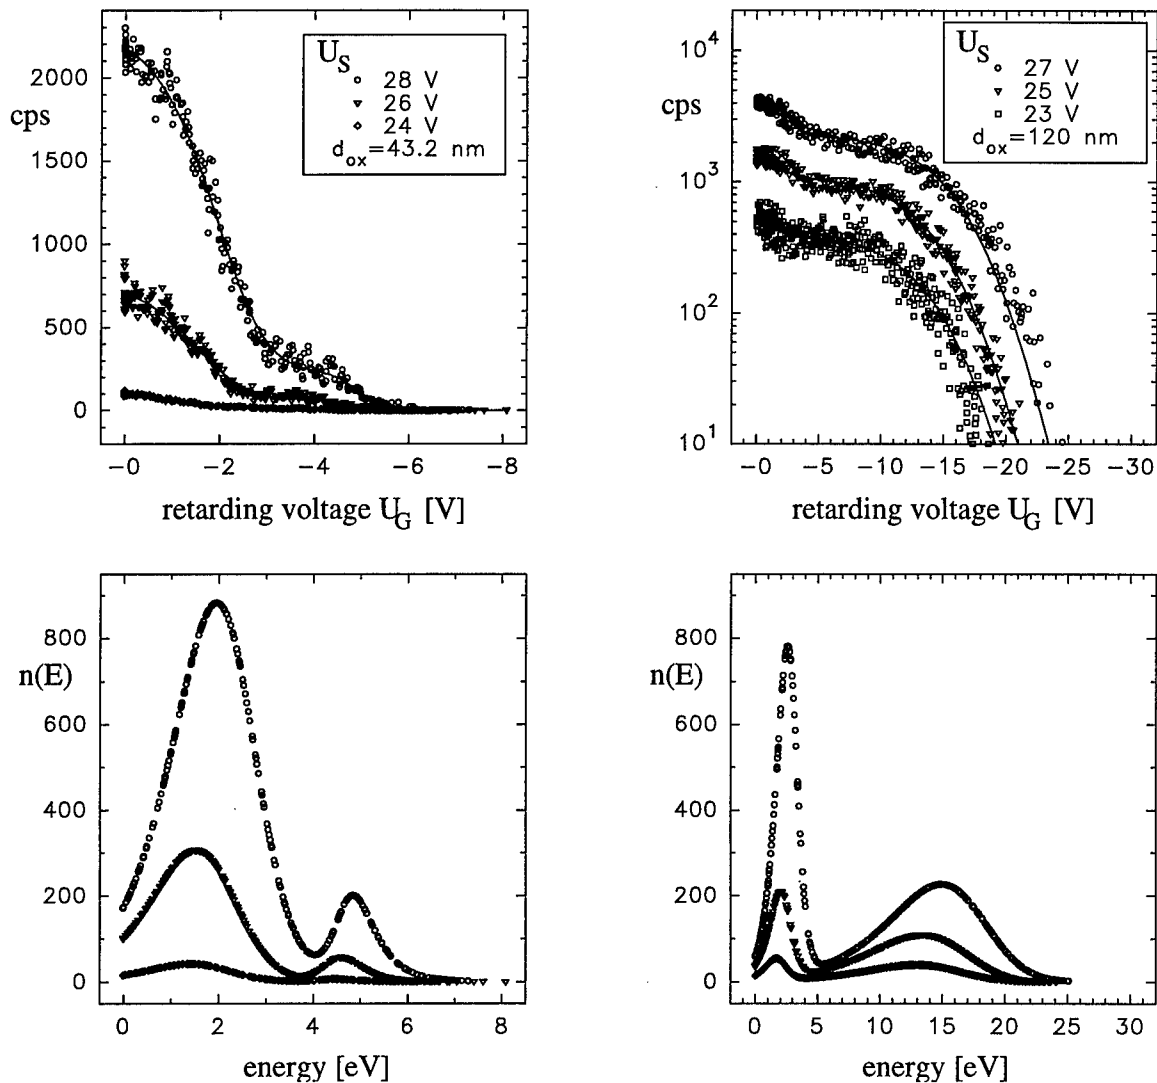 U_S
28 V
26 V
24 V
d_ox=43.2 nm
cps
2000
1500
1000
500
0
−0 −2 −4 −6 −8
retarding voltage U_G [V]
U_S
27 V
25 V
23 V
d_ox=120 nm
cps
10^4
10^3
10^2
10^1
−0 −5 −10 −15 −20 −25 −30
retarding voltage U_G [V]
n(E)
800
600
400
200
0
0 2 4 6 8
energy [eV]
n(E)
800
600
400
200
0
0 5 10 15 20 25 30
energy [eV]